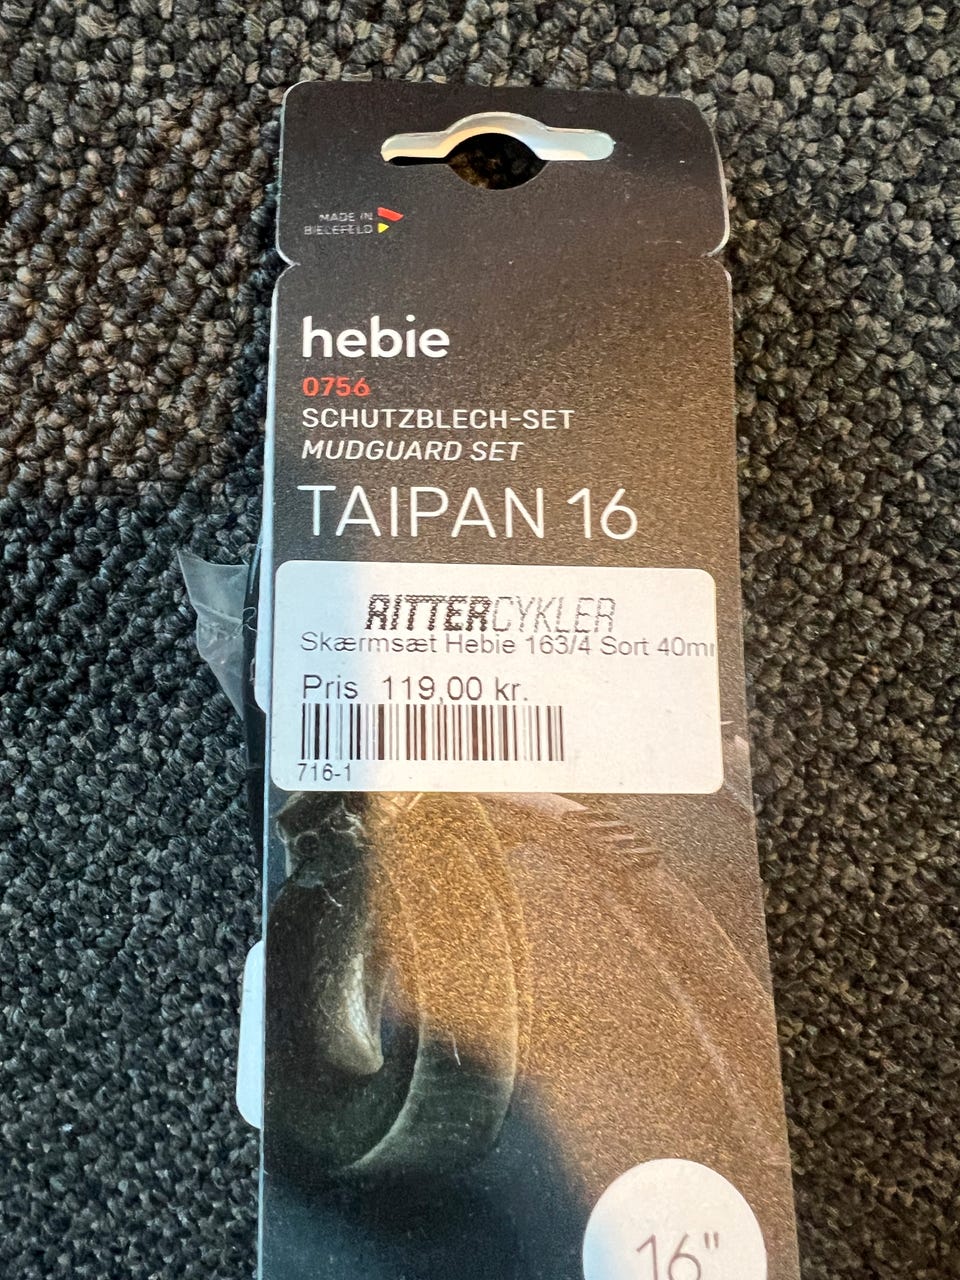 MADE IN
BIELEFELD
hebie
0756
SCHUTZBLECH-SET
MUDGUARD SET
TAIPAN 16
RITTERCYKLER
Skærmsæt Hebie 163/4 Sort 40mm
Pris 119,00 kr.
716-1
16"